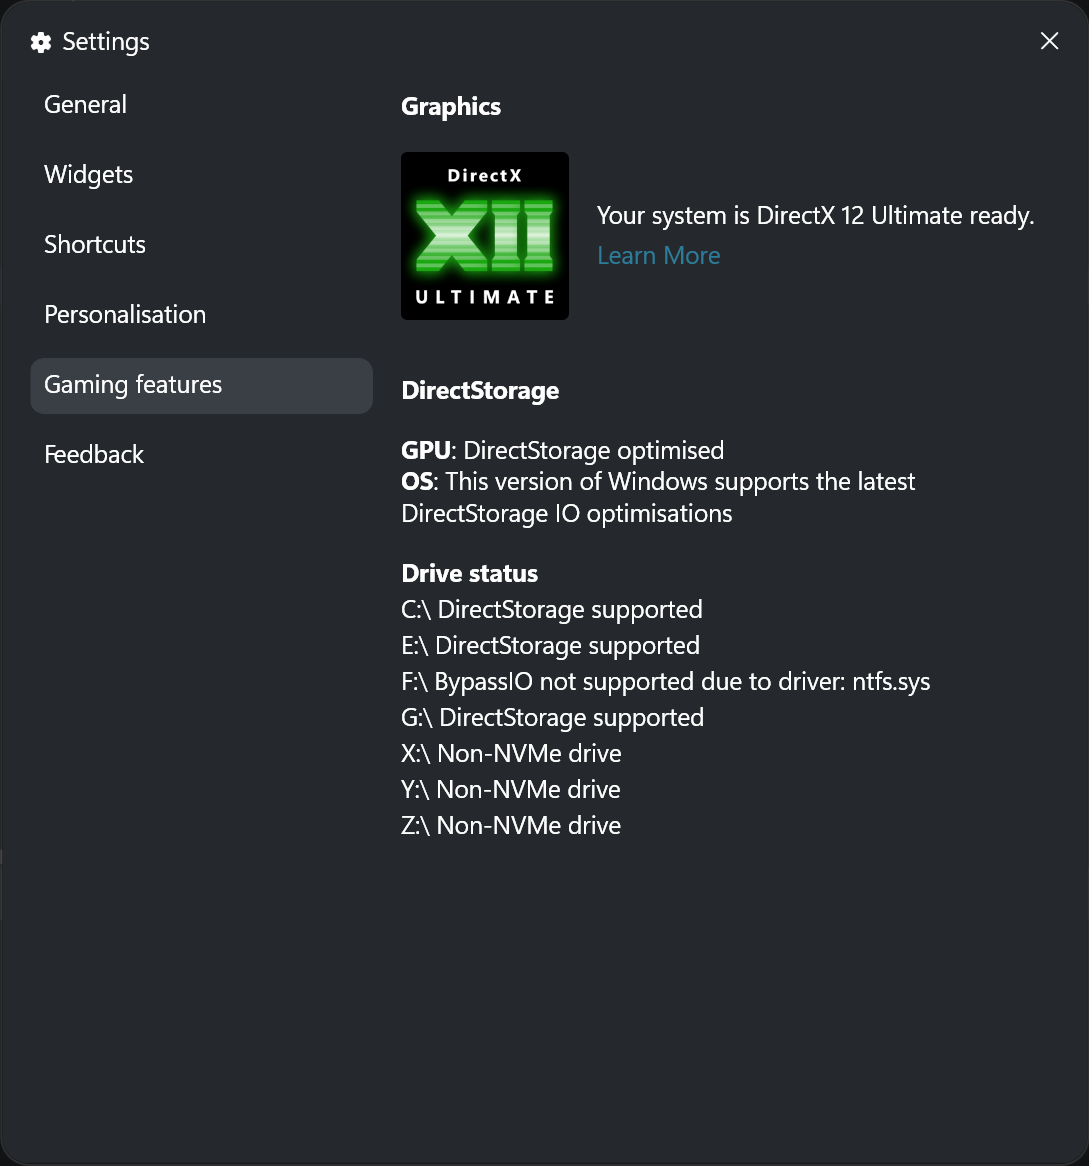 Settings
General
Widgets
Shortcuts
Personalisation
Gaming features
Feedback
Graphics
DirectX
XII
ULTIMATE
Your system is DirectX 12 Ultimate ready.
Learn More
DirectStorage
GPU: DirectStorage optimised
OS: This version of Windows supports the latest
DirectStorage IO optimisations
Drive status
C:\ DirectStorage supported
E:\ DirectStorage supported
F:\ BypassIO not supported due to driver: ntfs.sys
G:\ DirectStorage supported
X:\ Non-NVMe drive
Y:\ Non-NVMe drive
Z:\ Non-NVMe drive